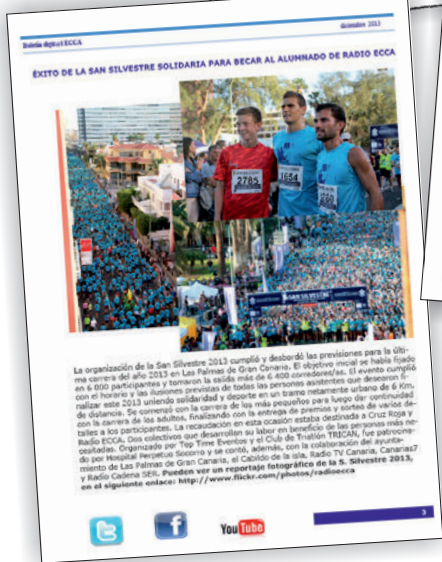 Boletín digital ECCA
diciembre 2013
ÉXITO DE LA SAN SILVESTRE SOLIDARIA PARA BECAR AL ALUMNADO DE RADIO ECCA
2785
1654
SAN SILVESTRE
La organización de la San Silvestre 2013 cumplió y desbordó las previsiones para la últi-
ma carrera del año 2013 en Las Palmas de Gran Canaria. El objetivo inicial se había fijado
en 6 000 participantes y tomaron la salida más de 6 400 corredores/as. El evento cumplió
con el horario y las ilusiones previstas de todas las personas asistentes que desearon fi-
nalizar este 2013 uniendo solidaridad y deporte en un tramo netamente urbano de 6 Km.
de distancia. Se comenzó con la carrera de los más pequeños para luego dar continuidad
con la carrera de los adultos, finalizando con la entrega de premios y sorteo de varios de-
talles a los participantes. La recaudación en esta ocasión estaba destinada a Cruz Roja y
Radio ECCA. Dos colectivos que desarrollan su labor en beneficio de las personas más ne-
cesitadas. Organizado por Top Time Eventos y el Club de Triatlón TRICAN, fue patrocina-
do por Hospital Perpetuo Socorro y se contó, además, con la colaboración del ayunta-
miento de Las Palmas de Gran Canaria, el Cabildo de la isla, Radio TV Canaria, Canarias7
y Radio Cadena SER. Pueden ver un reportaje fotográfico de la S. Silvestre 2013,
en el siguiente enlace: http://www.flickr.com/photos/radioecca
You Tube
3